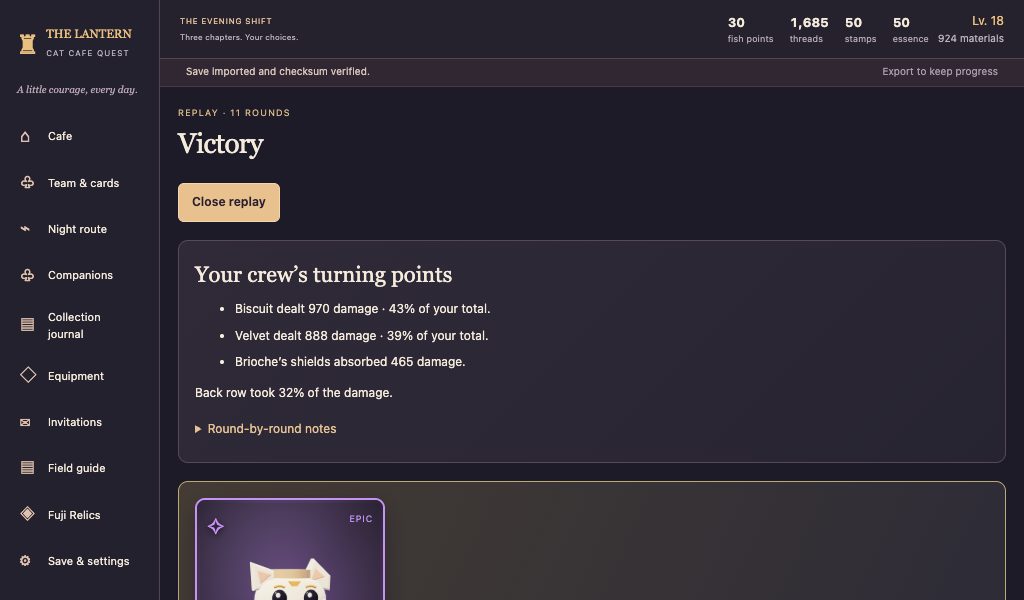 THE LANTERN
CAT CAFE QUEST
A little courage, every day.
Cafe
Team & cards
Night route
Companions
Collection
journal
Equipment
Invitations
Field guide
Fuji Relics
Save & settings
THE EVENING SHIFT
Three chapters. Your choices.
30
fish points
1,685
threads
50
stamps
50
essence
Lv. 18
924 materials
Save imported and checksum verified.
Export to keep progress
REPLAY · 11 ROUNDS
Victory
Close replay
Your crew’s turning points
• Biscuit dealt 970 damage · 43% of your total.
• Velvet dealt 888 damage · 39% of your total.
• Brioche’s shields absorbed 465 damage.
Back row took 32% of the damage.
Round-by-round notes
EPIC